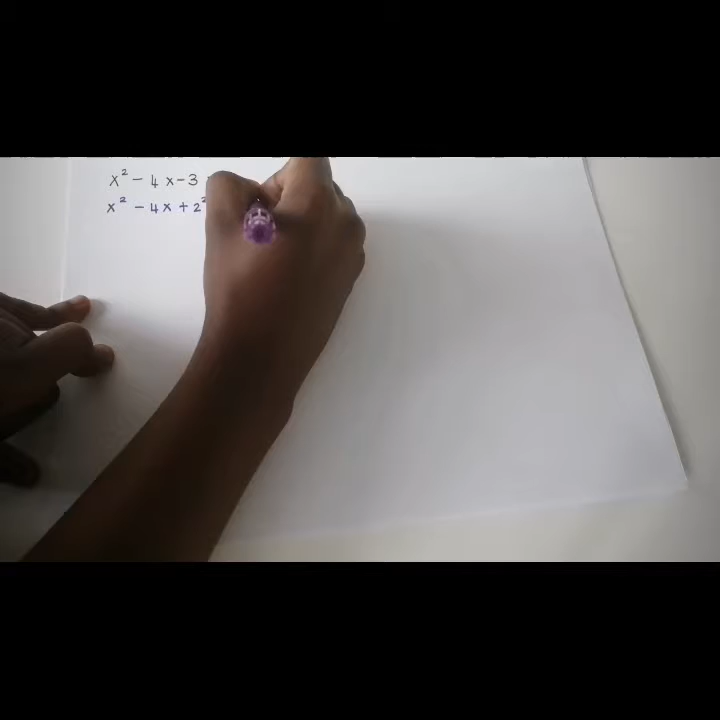 x² - 4x - 3
x² - 4x + 2²